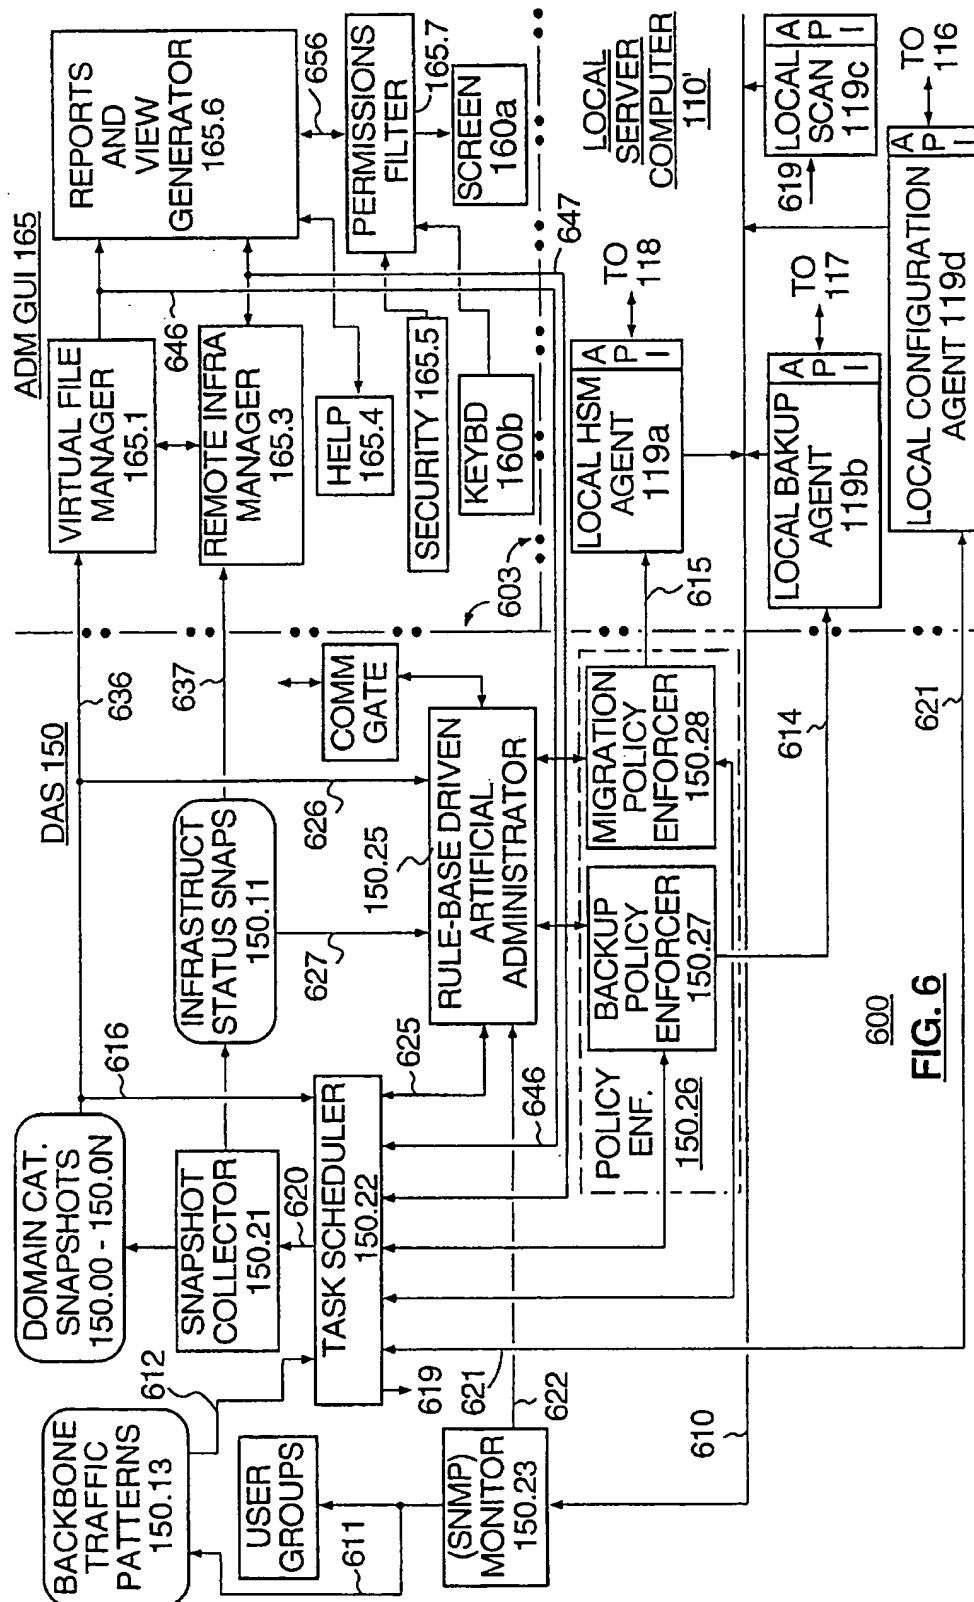 ADM GUI 165
VIRTUAL FILE
MANAGER
165.1
REMOTE INFRA
MANAGER
165.3
HELP
165.4
SECURITY 165.5
KEYBD
160b
REPORTS
AND
VIEW
GENERATOR
165.6
656
PERMISSIONS
FILTER
165.7
SCREEN
160a
646
647
603
DAS 150
636
637
DOMAIN CAT.
SNAPSHOTS
150.00 - 150.0N
616
INFRASTRUCT
STATUS SNAPS
150.11
626
627
COMM
GATE
150.25
RULE-BASE DRIVEN
ARTIFICIAL
ADMINISTRATOR
SNAPSHOT
COLLECTOR
150.21
620
TASK SCHEDULER
150.22
625
646
612
619
621
622
BACKBONE
TRAFFIC
PATTERNS
150.13
USER
GROUPS
611
(SNMP)
MONITOR
150.23
610
POLICY
ENF.
150.26
BACKUP
POLICY
ENFORCER
150.27
MIGRATION
POLICY
ENFORCER
150.28
615
614
621
LOCAL
SERVER
COMPUTER
110'
LOCAL HSM
AGENT
119a
A
P
I
TO
118
LOCAL BAKUP
AGENT
119b
A
P
I
TO
117
619
LOCAL
SCAN
119c
A
P
I
LOCAL CONFIGURATION
AGENT 119d
A
P
I
TO
116
600
FIG. 6